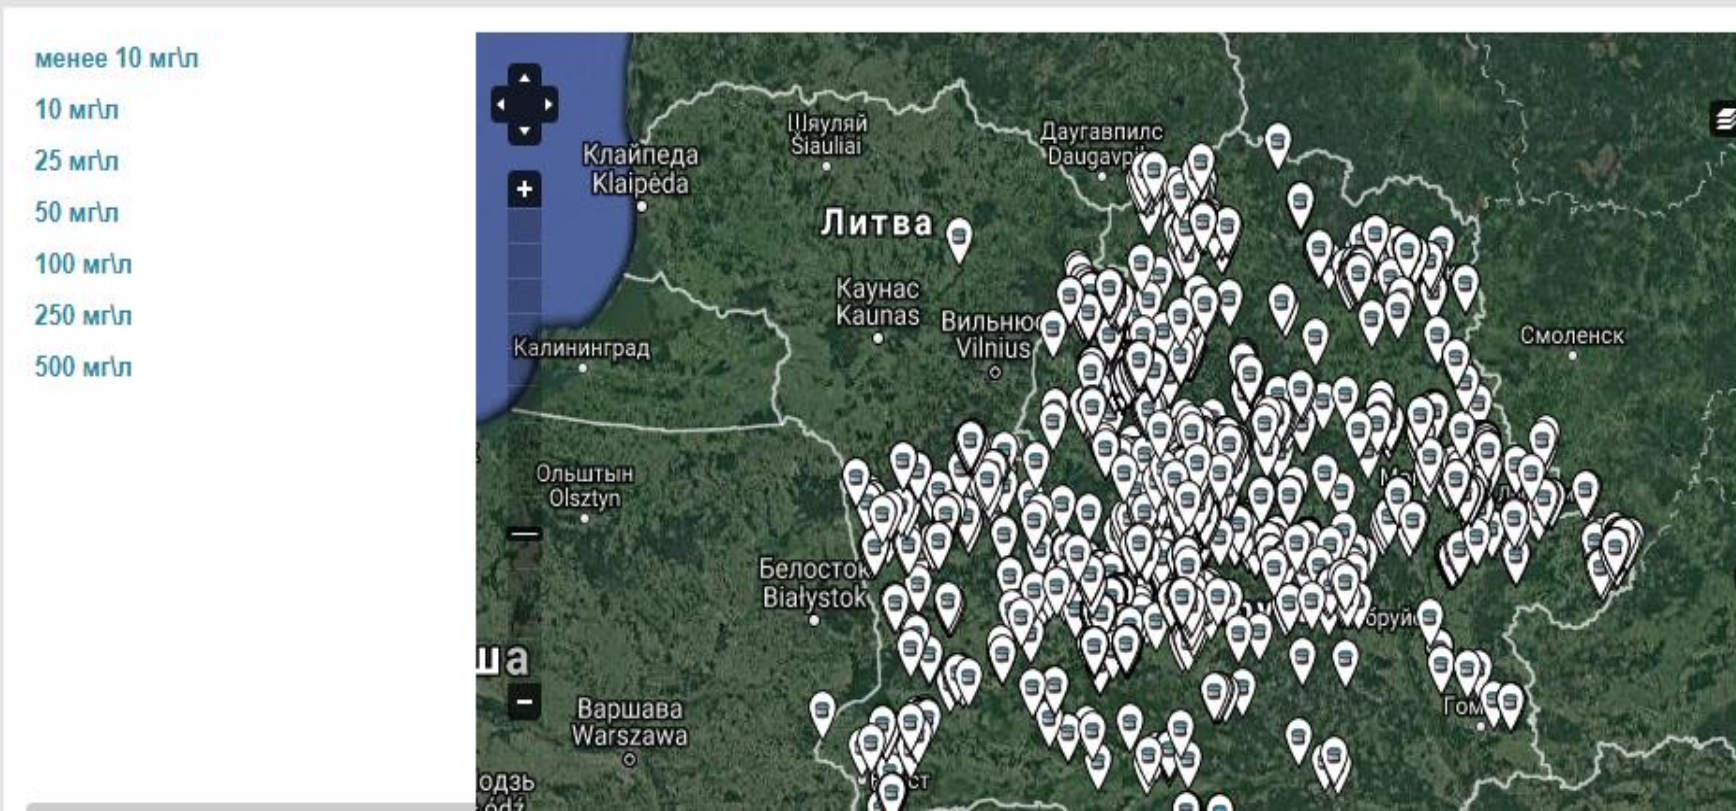 менее 10 мг\л
10 мг\л
25 мг\л
50 мг\л
100 мг\л
250 мг\л
500 мг\л
Шяуляй
Šiauliai
Даугавпилс
Клайпеда
Klaipėda
Литва
Каунас
Kaunas
Vilnius
Калининград
Смоленск
Ольштын
Olsztyn
Белосток
Białystok
ша
Варшава
Warszawa